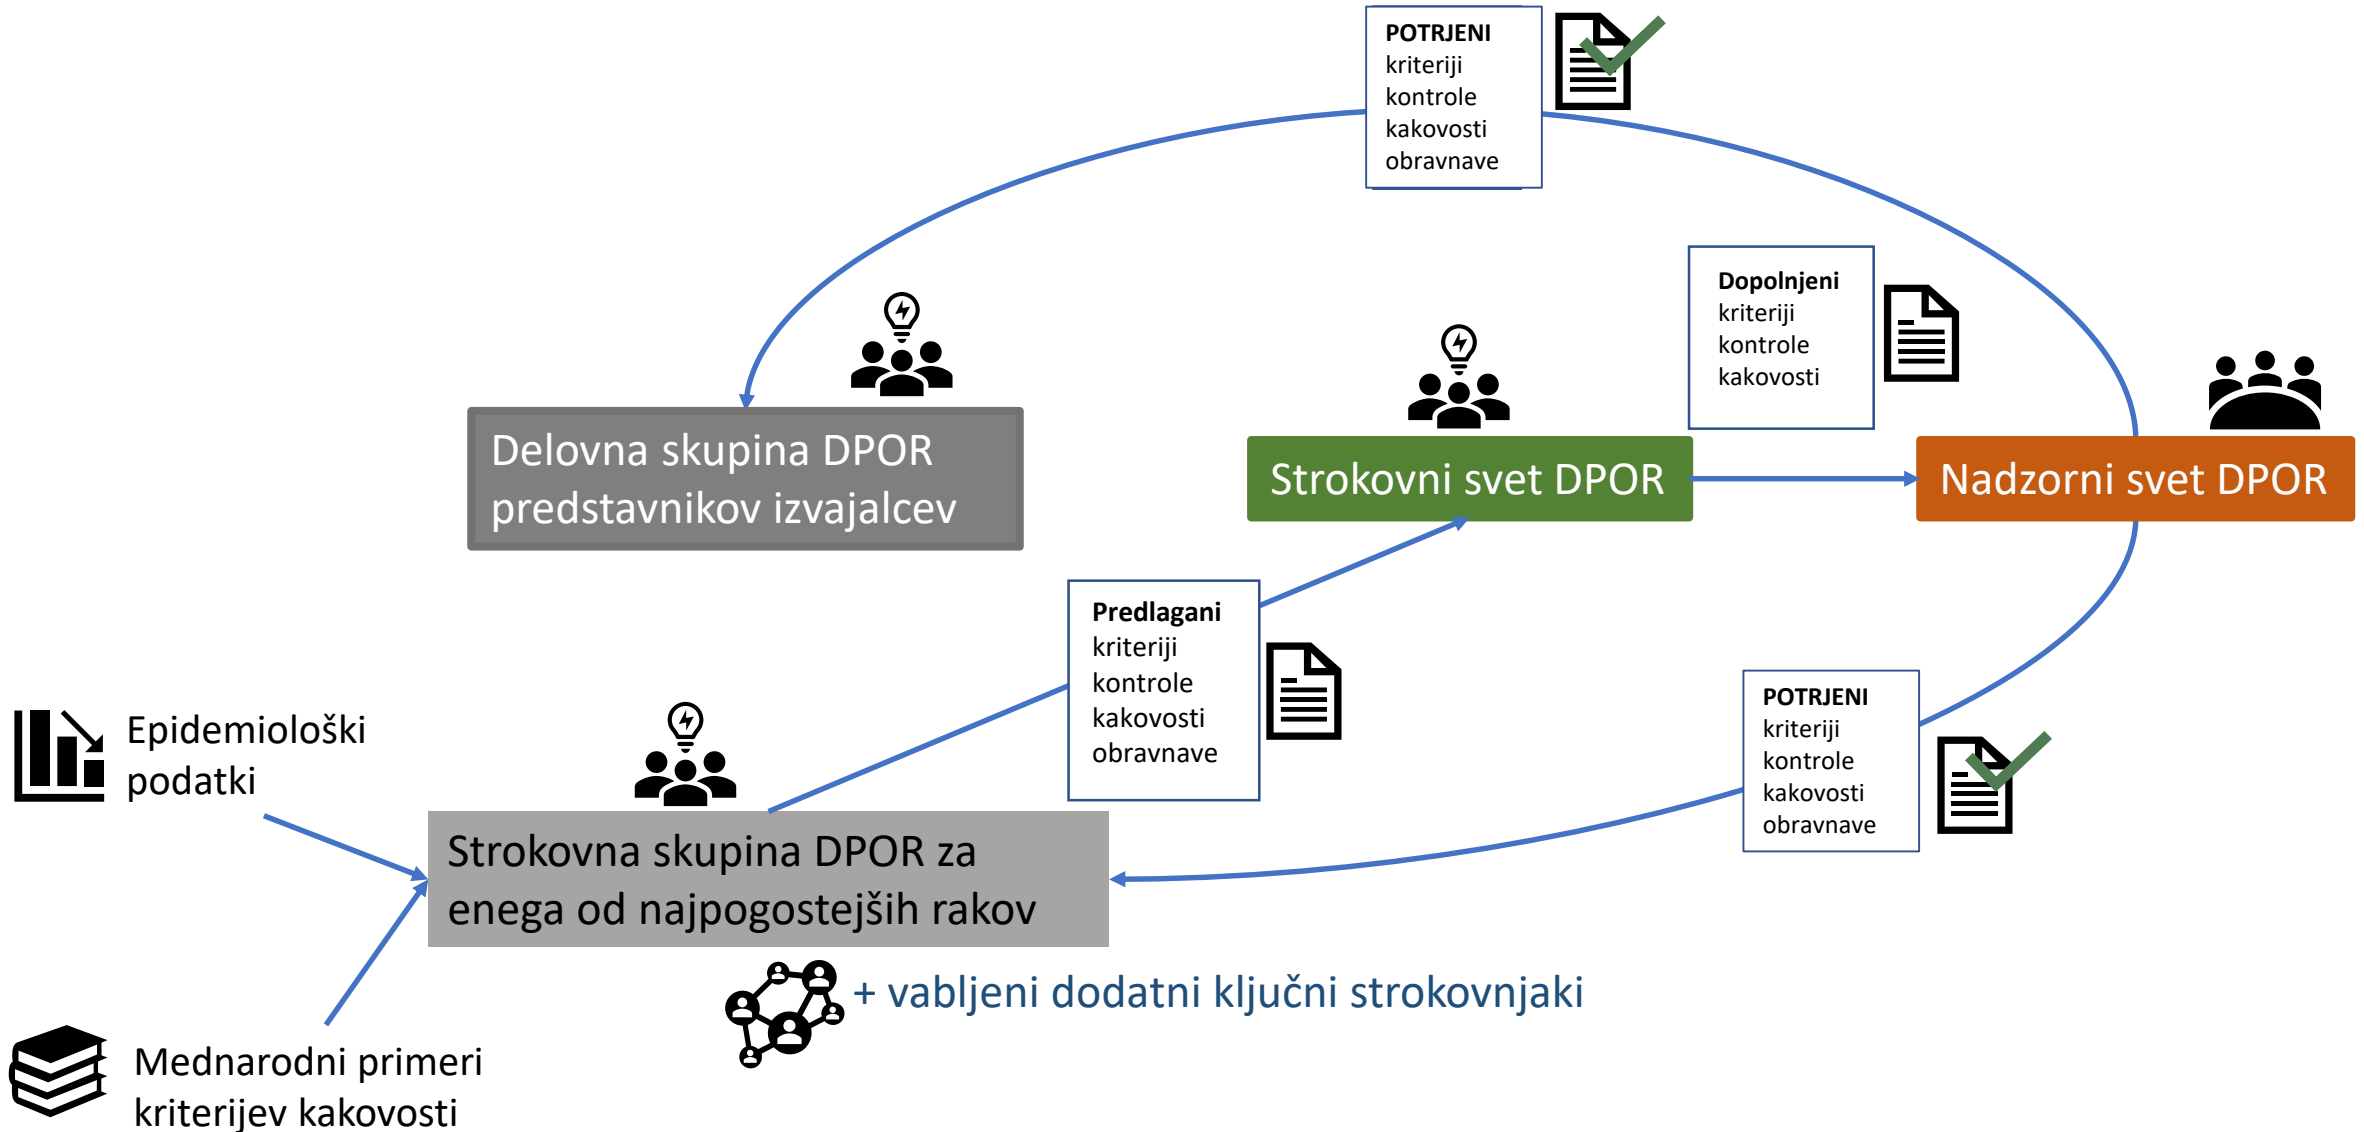 POTRJENI
kriteriji
kontrole
kakovosti
obravnave
Dopolnjeni
kriteriji
kontrole
kakovosti
Delovna skupina DPOR
predstavnikov izvajalcev
Strokovni svet DPOR
Nadzorni svet DPOR
Predlagani
kriteriji
kontrole
kakovosti
obravnave
POTRJENI
kriteriji
kontrole
kakovosti
obravnave
Epidemiološki
podatki
Strokovna skupina DPOR za
enega od najpogostejših rakov
+ vabljeni dodatni ključni strokovnjaki
Mednarodni primeri
kriterijev kakovosti